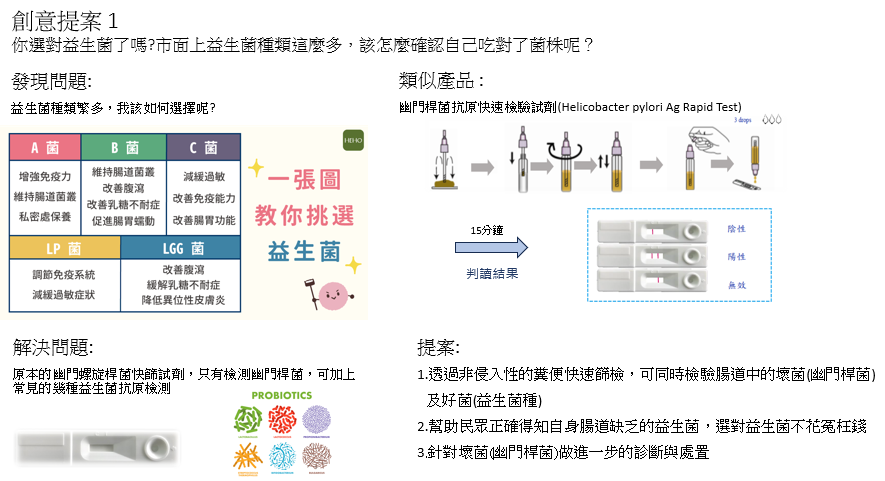 創意提案 1
你選對益生菌了嗎?市面上益生菌種類這麼多，該怎麼確認自己吃對了菌株呢？
發現問題:
益生菌種類繁多，我該如何選擇呢?
A 菌
B 菌
C 菌
增強免疫力
維持腸道菌叢
私密處保養
維持腸道菌叢
改善腹瀉
改善乳糖不耐症
促進腸胃蠕動
減緩過敏
改善免疫能力
改善腸胃功能
LP 菌
LGG 菌
調節免疫系統
減緩過敏症狀
改善腹瀉
緩解乳糖不耐症
降低異位性皮膚炎
HEHO
一張圖
教你挑選
益生菌
類似產品 :
幽門桿菌抗原快速檢驗試劑(Helicobacter pylori Ag Rapid Test)
3 drops
15分鐘
判讀結果
陰性
陽性
無效
解決問題:
原本的幽門螺旋桿菌快篩試劑，只有檢測幽門桿菌，可加上
常見的幾種益生菌抗原檢測
PROBIOTICS
提案:
1.透過非侵入性的糞便快速篩檢，可同時檢驗腸道中的壞菌(幽門桿菌)
及好菌(益生菌種)
2.幫助民眾正確得知自身腸道缺乏的益生菌，選對益生菌不花冤枉錢
3.針對壞菌(幽門桿菌)做進一步的診斷與處置